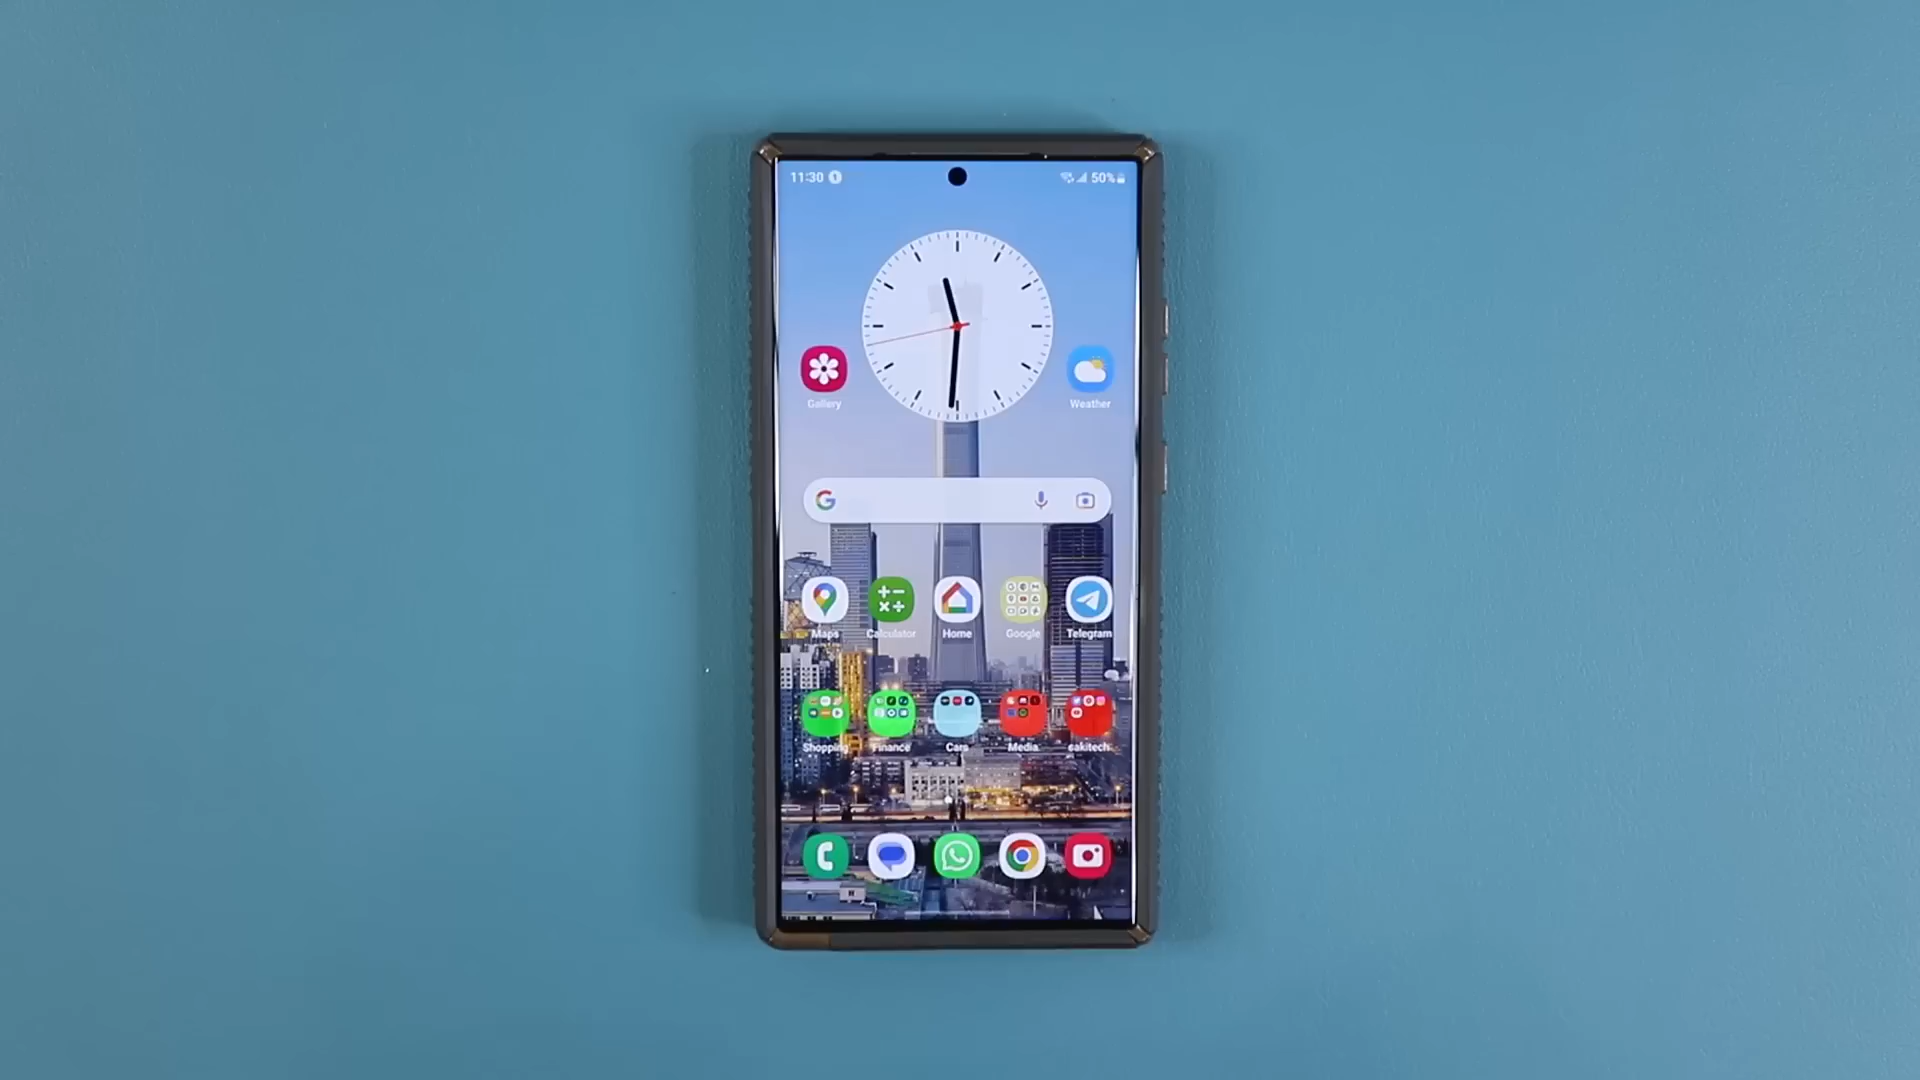 11:30 50%
Gallery Weather
Maps Calculator Home Google Telegram
Shopping Finance Cars Media sakitech